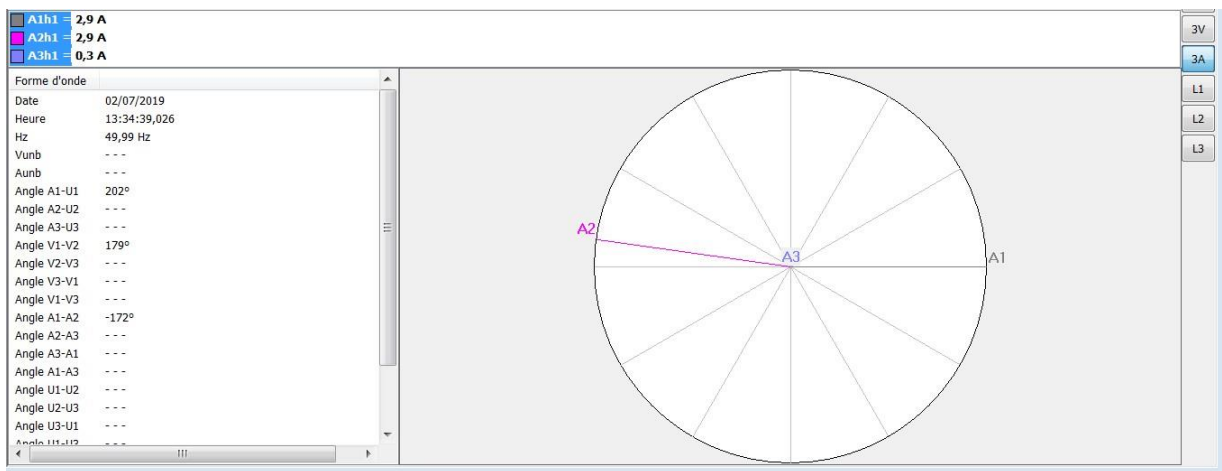 A1h1 = 2,9 A
A2h1 = 2,9 A
A3h1 = 0,3 A
3V
3A
L1
L2
L3
Forme d'onde
Date 02/07/2019
Heure 13:34:39,026
Hz 49,99 Hz
Vunb - - -
Aunb - - -
Angle A1-U1 202°
Angle A2-U2 - - -
Angle A3-U3 - - -
Angle V1-V2 179°
Angle V2-V3 - - -
Angle V3-V1 - - -
Angle V1-V3 - - -
Angle A1-A2 -172°
Angle A2-A3 - - -
Angle A3-A1 - - -
Angle A1-A3 - - -
Angle U1-U2 - - -
Angle U2-U3 - - -
Angle U3-U1 - - -
Angle U1-U3 - - -
A2
A3
A1